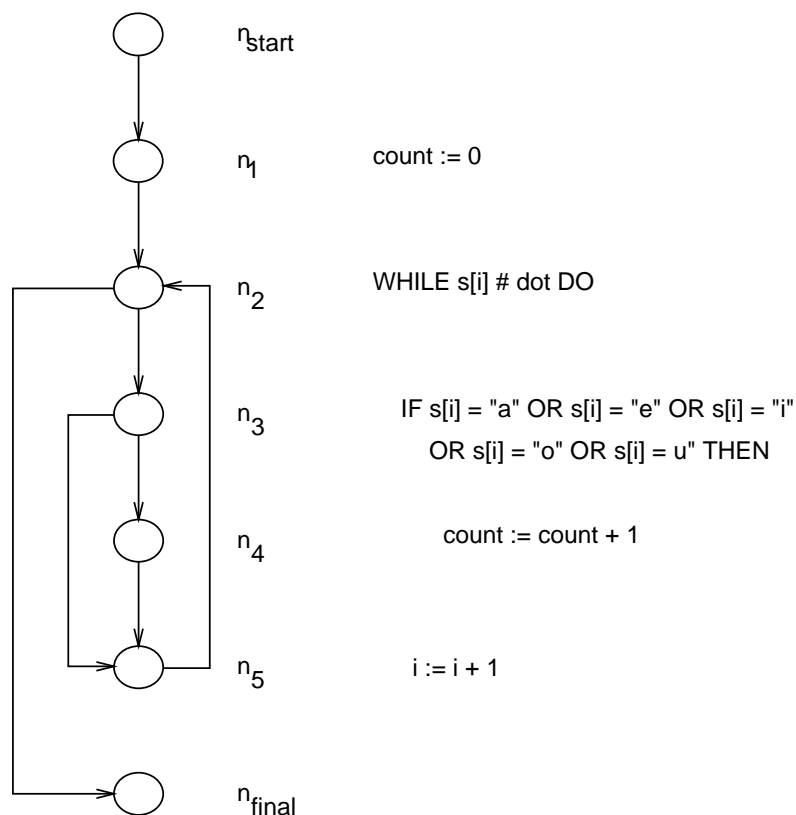 n_start
n_1 count := 0
n_2 WHILE s[i] # dot DO
n_3 IF s[i] = "a" OR s[i] = "e" OR s[i] = "i"
OR s[i] = "o" OR s[i] = u" THEN
n_4 count := count + 1
n_5 i := i + 1
n_final